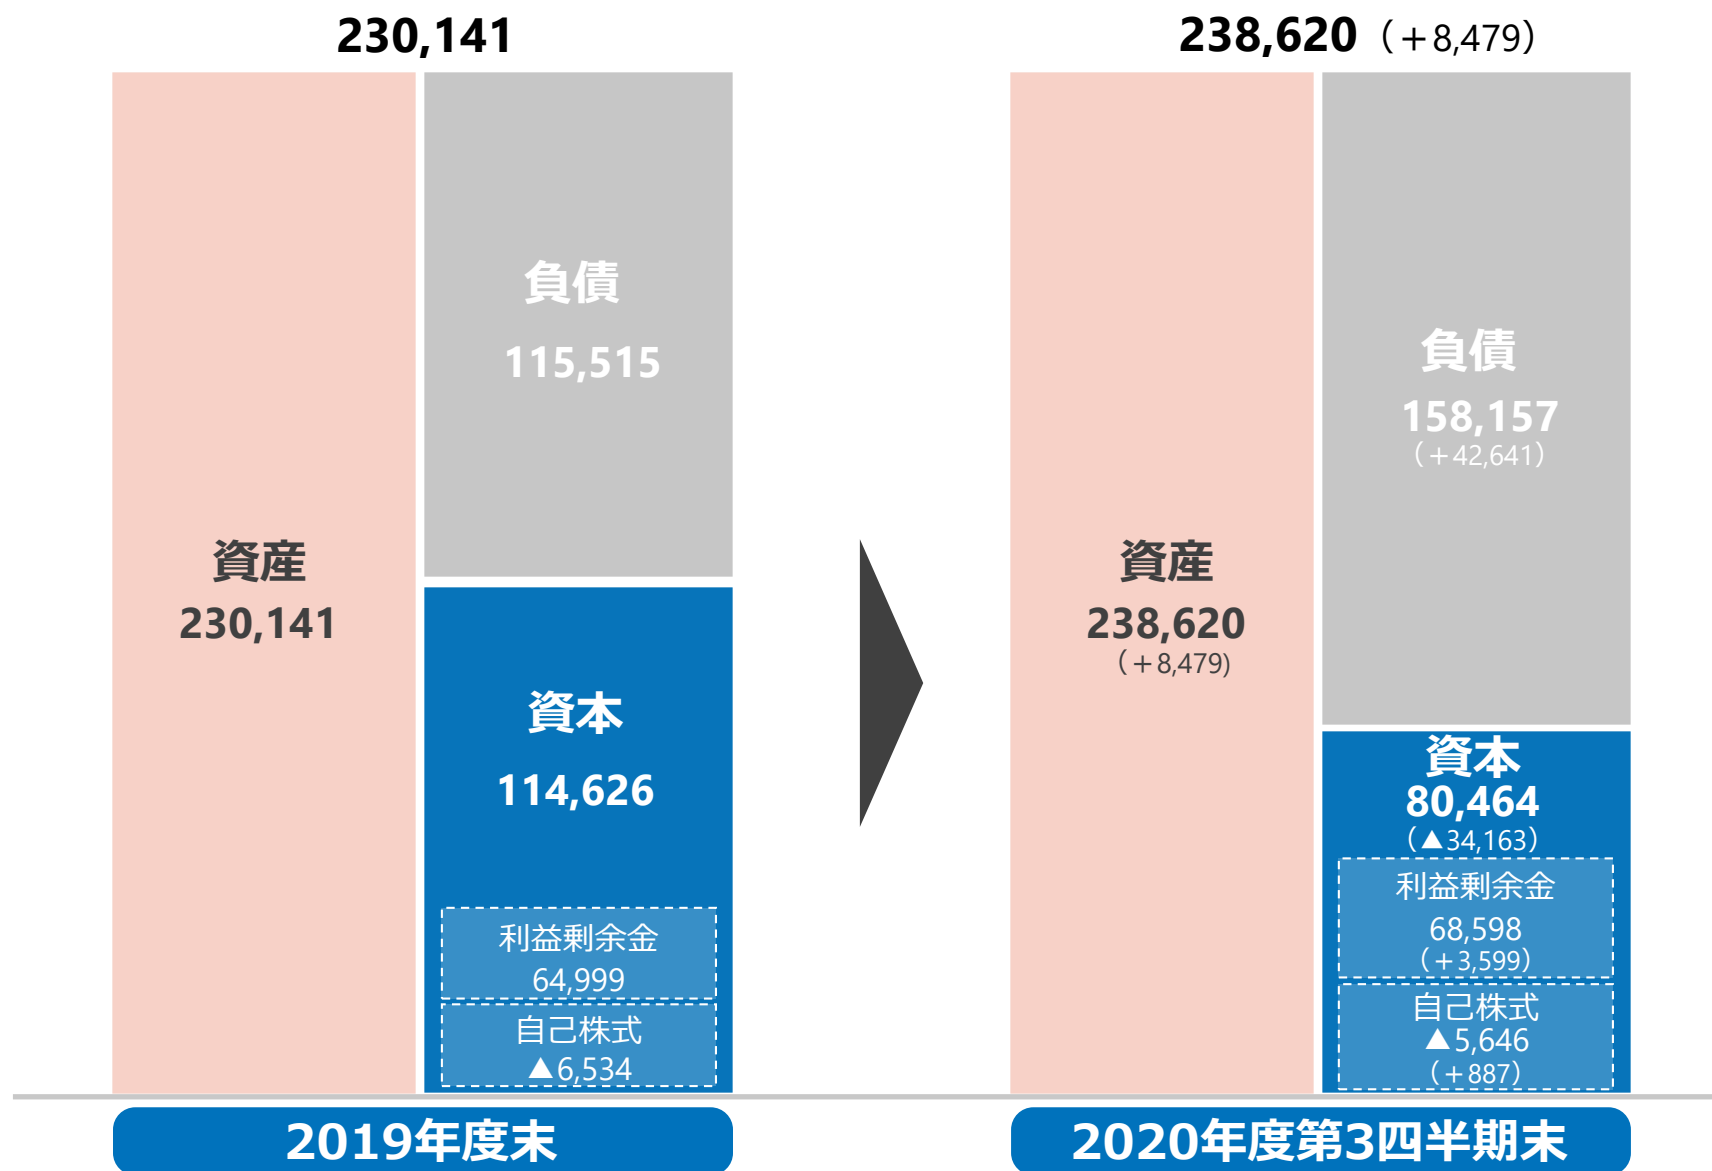 230,141
資産
230,141
負債
115,515
資本
114,626
利益剰余金
64,999
自己株式
▲6,534
2019年度末
238,620（＋8,479）
資産
238,620
（＋8,479)
負債
158,157
（＋42,641）
資本
80,464
（▲34,163）
利益剰余金
68,598
（＋3,599）
自己株式
▲5,646
（＋887）
2020年度第3四半期末